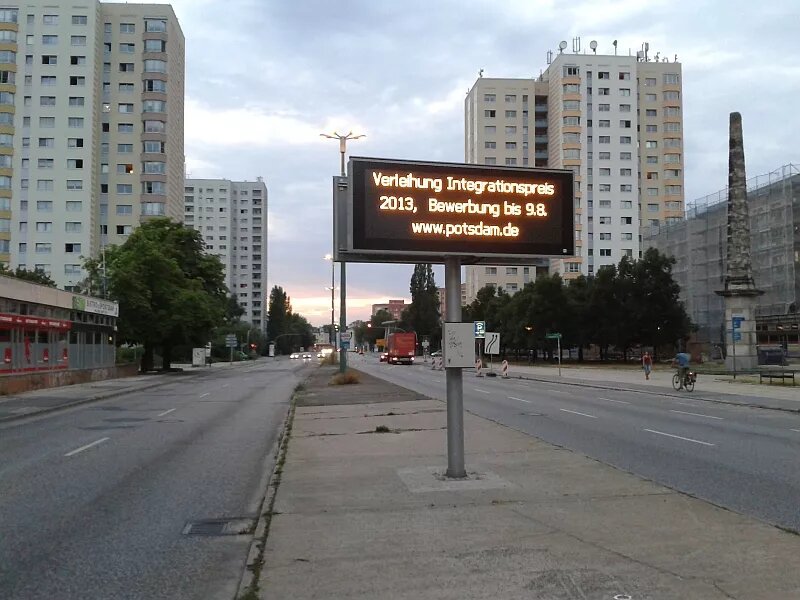 Verleihung Integrationspreis
2013, Bewerbung bis 9.8.
www.potsdam.de
P